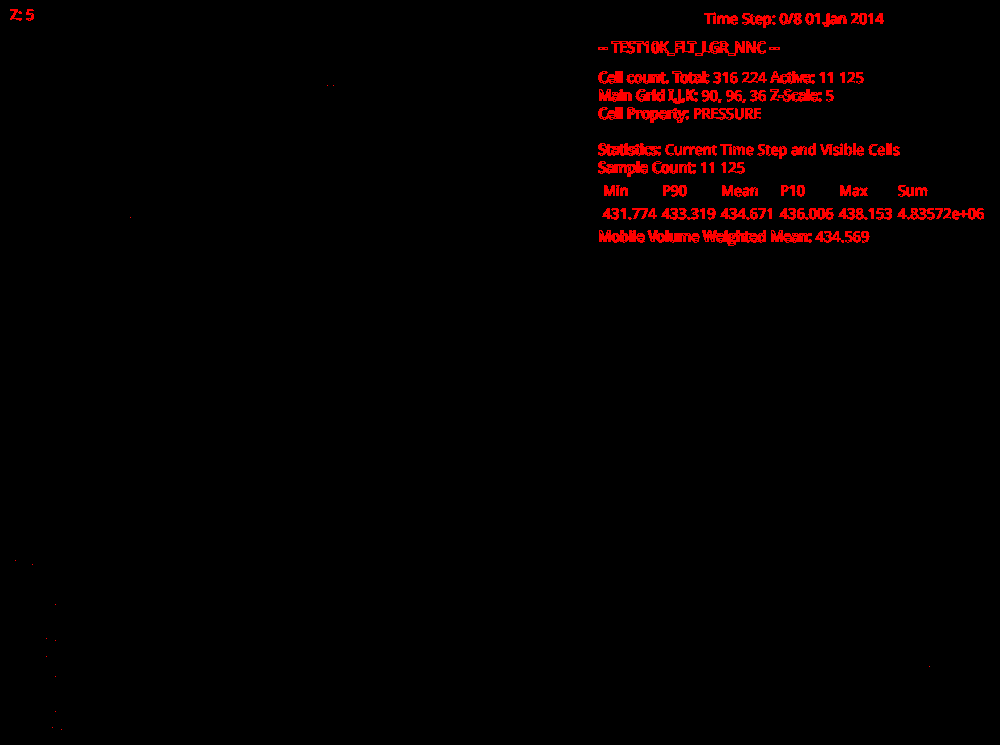 Z: 5
Time Step: 0/8 01.Jan 2014
-- TEST10K_FLT_LGR_NNC --
Cell count. Total: 316 224 Active: 11 125
Main Grid I,J,K: 90, 96, 36 Z-Scale: 5
Cell Property: PRESSURE
Statistics: Current Time Step and Visible Cells
Sample Count: 11 125
Min P90 Mean P10 Max Sum
431.774 433.319 434.671 436.006 438.153 4.83572e+06
Mobile Volume Weighted Mean: 434.569